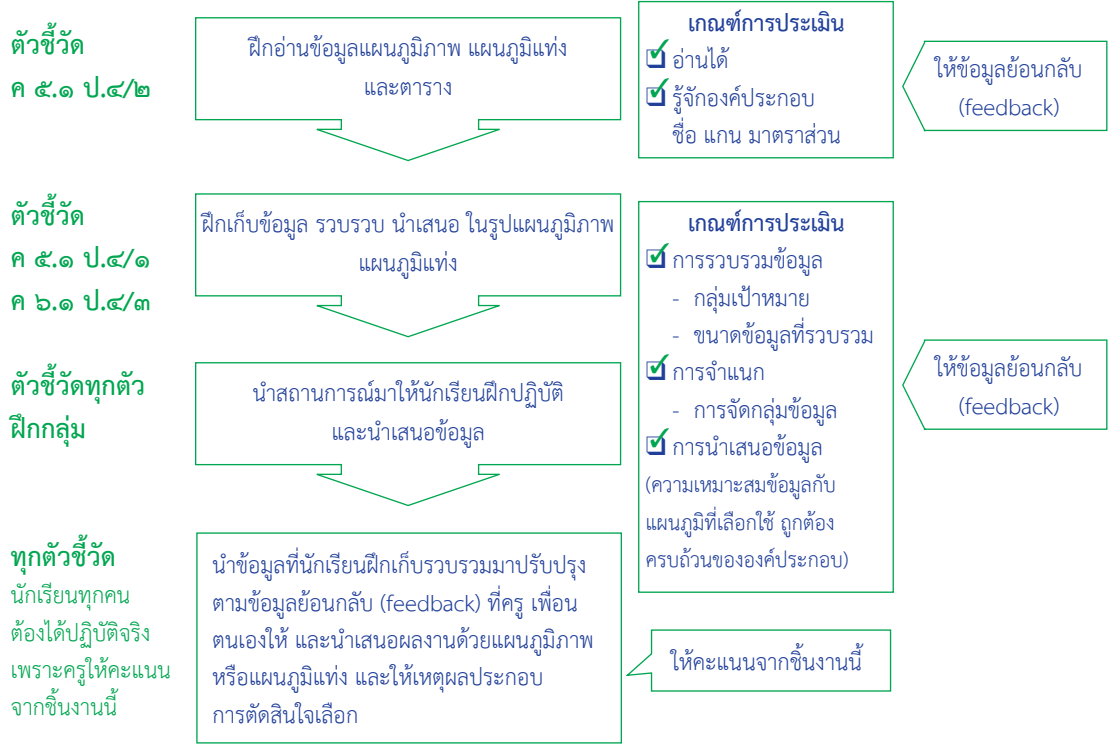 ตัวชี้วัด
ค ๕.๑ ป.๔/๒
ฝึกอ่านข้อมูลแผนภูมิภาพ แผนภูมิแท่ง
และตาราง
เกณฑ์การประเมิน
อ่านได้
รู้จักองค์ประกอบ
ชื่อ แกน มาตราส่วน
ให้ข้อมูลย้อนกลับ
(feedback)
ตัวชี้วัด
ค ๕.๑ ป.๔/๑
ค ๖.๑ ป.๔/๓
ฝึกเก็บข้อมูล รวบรวบ นำเสนอ ในรูปแผนภูมิภาพ
แผนภูมิแท่ง
เกณฑ์การประเมิน
การรวบรวมข้อมูล
- กลุ่มเป้าหมาย
- ขนาดข้อมูลที่รวบรวม
การจำแนก
- การจัดกลุ่มข้อมูล
การนำเสนอข้อมูล
(ความเหมาะสมข้อมูลกับ
แผนภูมิที่เลือกใช้ ถูกต้อง
ครบถ้วนขององค์ประกอบ)
ให้ข้อมูลย้อนกลับ
(feedback)
ตัวชี้วัดทุกตัว
ฝึกกลุ่ม
นำสถานการณ์มาให้นักเรียนฝึกปฏิบัติ
และนำเสนอข้อมูล
ทุกตัวชี้วัด
นักเรียนทุกคน
ต้องได้ปฏิบัติจริง
เพราะครูให้คะแนน
จากชิ้นงานนี้
นำข้อมูลที่นักเรียนฝึกเก็บรวบรวมมาปรับปรุง
ตามข้อมูลย้อนกลับ (feedback) ที่ครู เพื่อน
ตนเองให้ และนำเสนอผลงานด้วยแผนภูมิภาพ
หรือแผนภูมิแท่ง และให้เหตุผลประกอบ
การตัดสินใจเลือก
ให้คะแนนจากชิ้นงานนี้